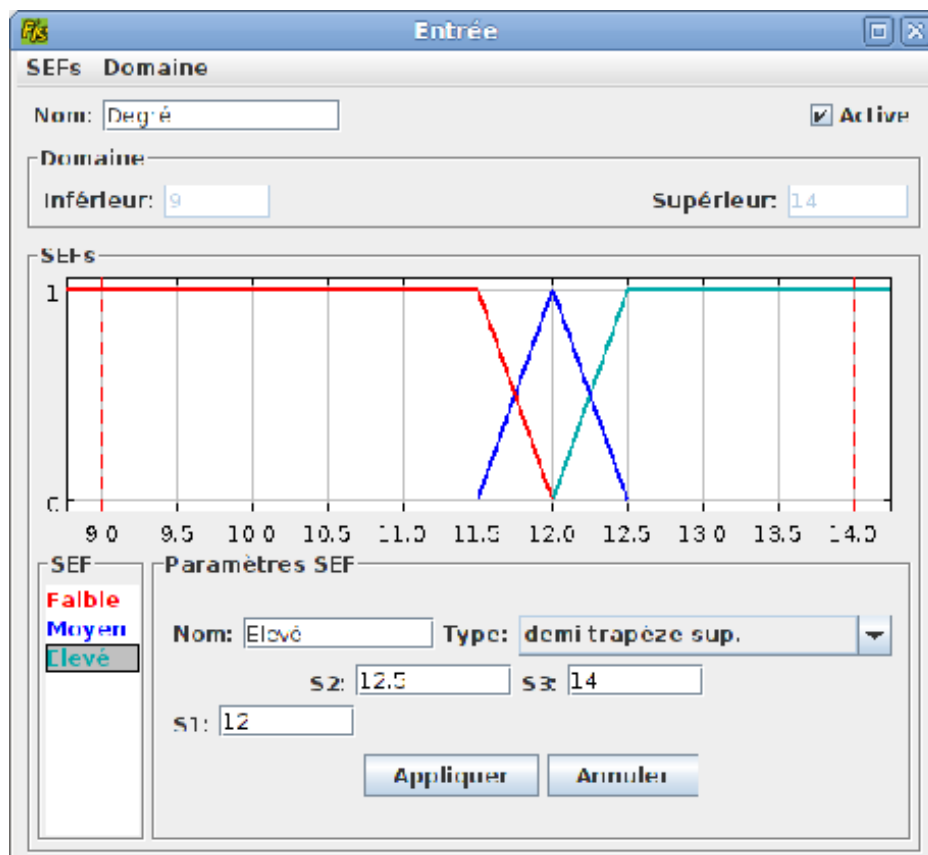 Fis Entrée
SEFs Domaine
Nom: Degré Active
Domaine
Inférieur: 9 Supérieur: 14
SEFs
1
0
9.0 9.5 10.0 10.5 11.0 11.5 12.0 12.5 13.0 13.5 14.0
SEF Paramètres SEF
Faible
Moyen
Elevé
Nom: Elevé Type: demi trapèze sup.
S2: 12.5 S3: 14
S1: 12
Appliquer Annuler